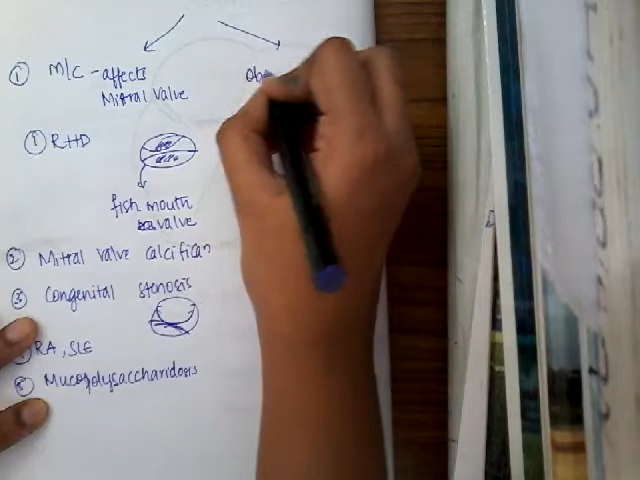 ① M/C - affects
Mitral Valve
① RHD
fish mouth
valve
② Mitral valve calcifican
③ Congenital stenosis
RA, SLE
⑤ Mucopolysaccharidosis